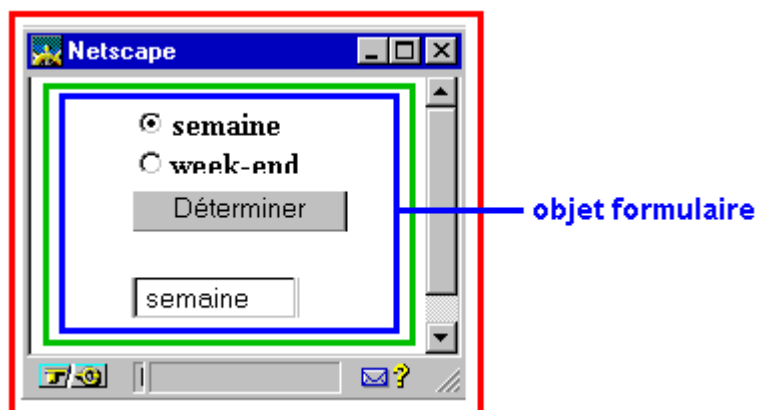 Netscape
semaine
week-end
Déterminer
objet formulaire
semaine